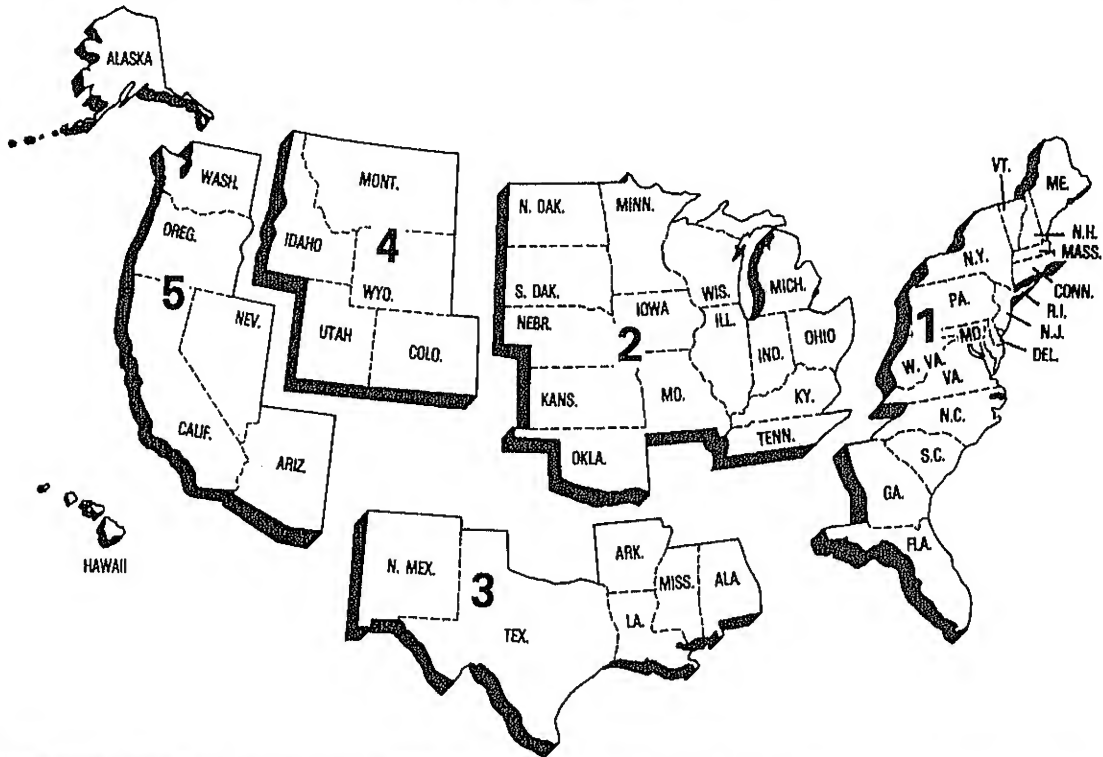 ALASKA
WASH.
OREG.
5
NEV.
CALIF.
ARIZ.
HAWAII
MONT.
IDAHO
4
WYO.
UTAH
COLO.
N. DAK.
MINN.
S. DAK.
WIS.
MICH.
NEBR.
IOWA
2
ILL.
IND.
OHIO
KANS.
MO.
KY.
OKLA.
TENN.
N. MEX.
3
TEX.
ARK.
LA.
MISS.
ALA
VT.
ME.
N.H.
MASS.
N.Y.
CONN.
R.I.
PA.
N.J.
1
MD.
DEL.
W. VA.
VA.
N.C.
S.C.
GA.
FLA.